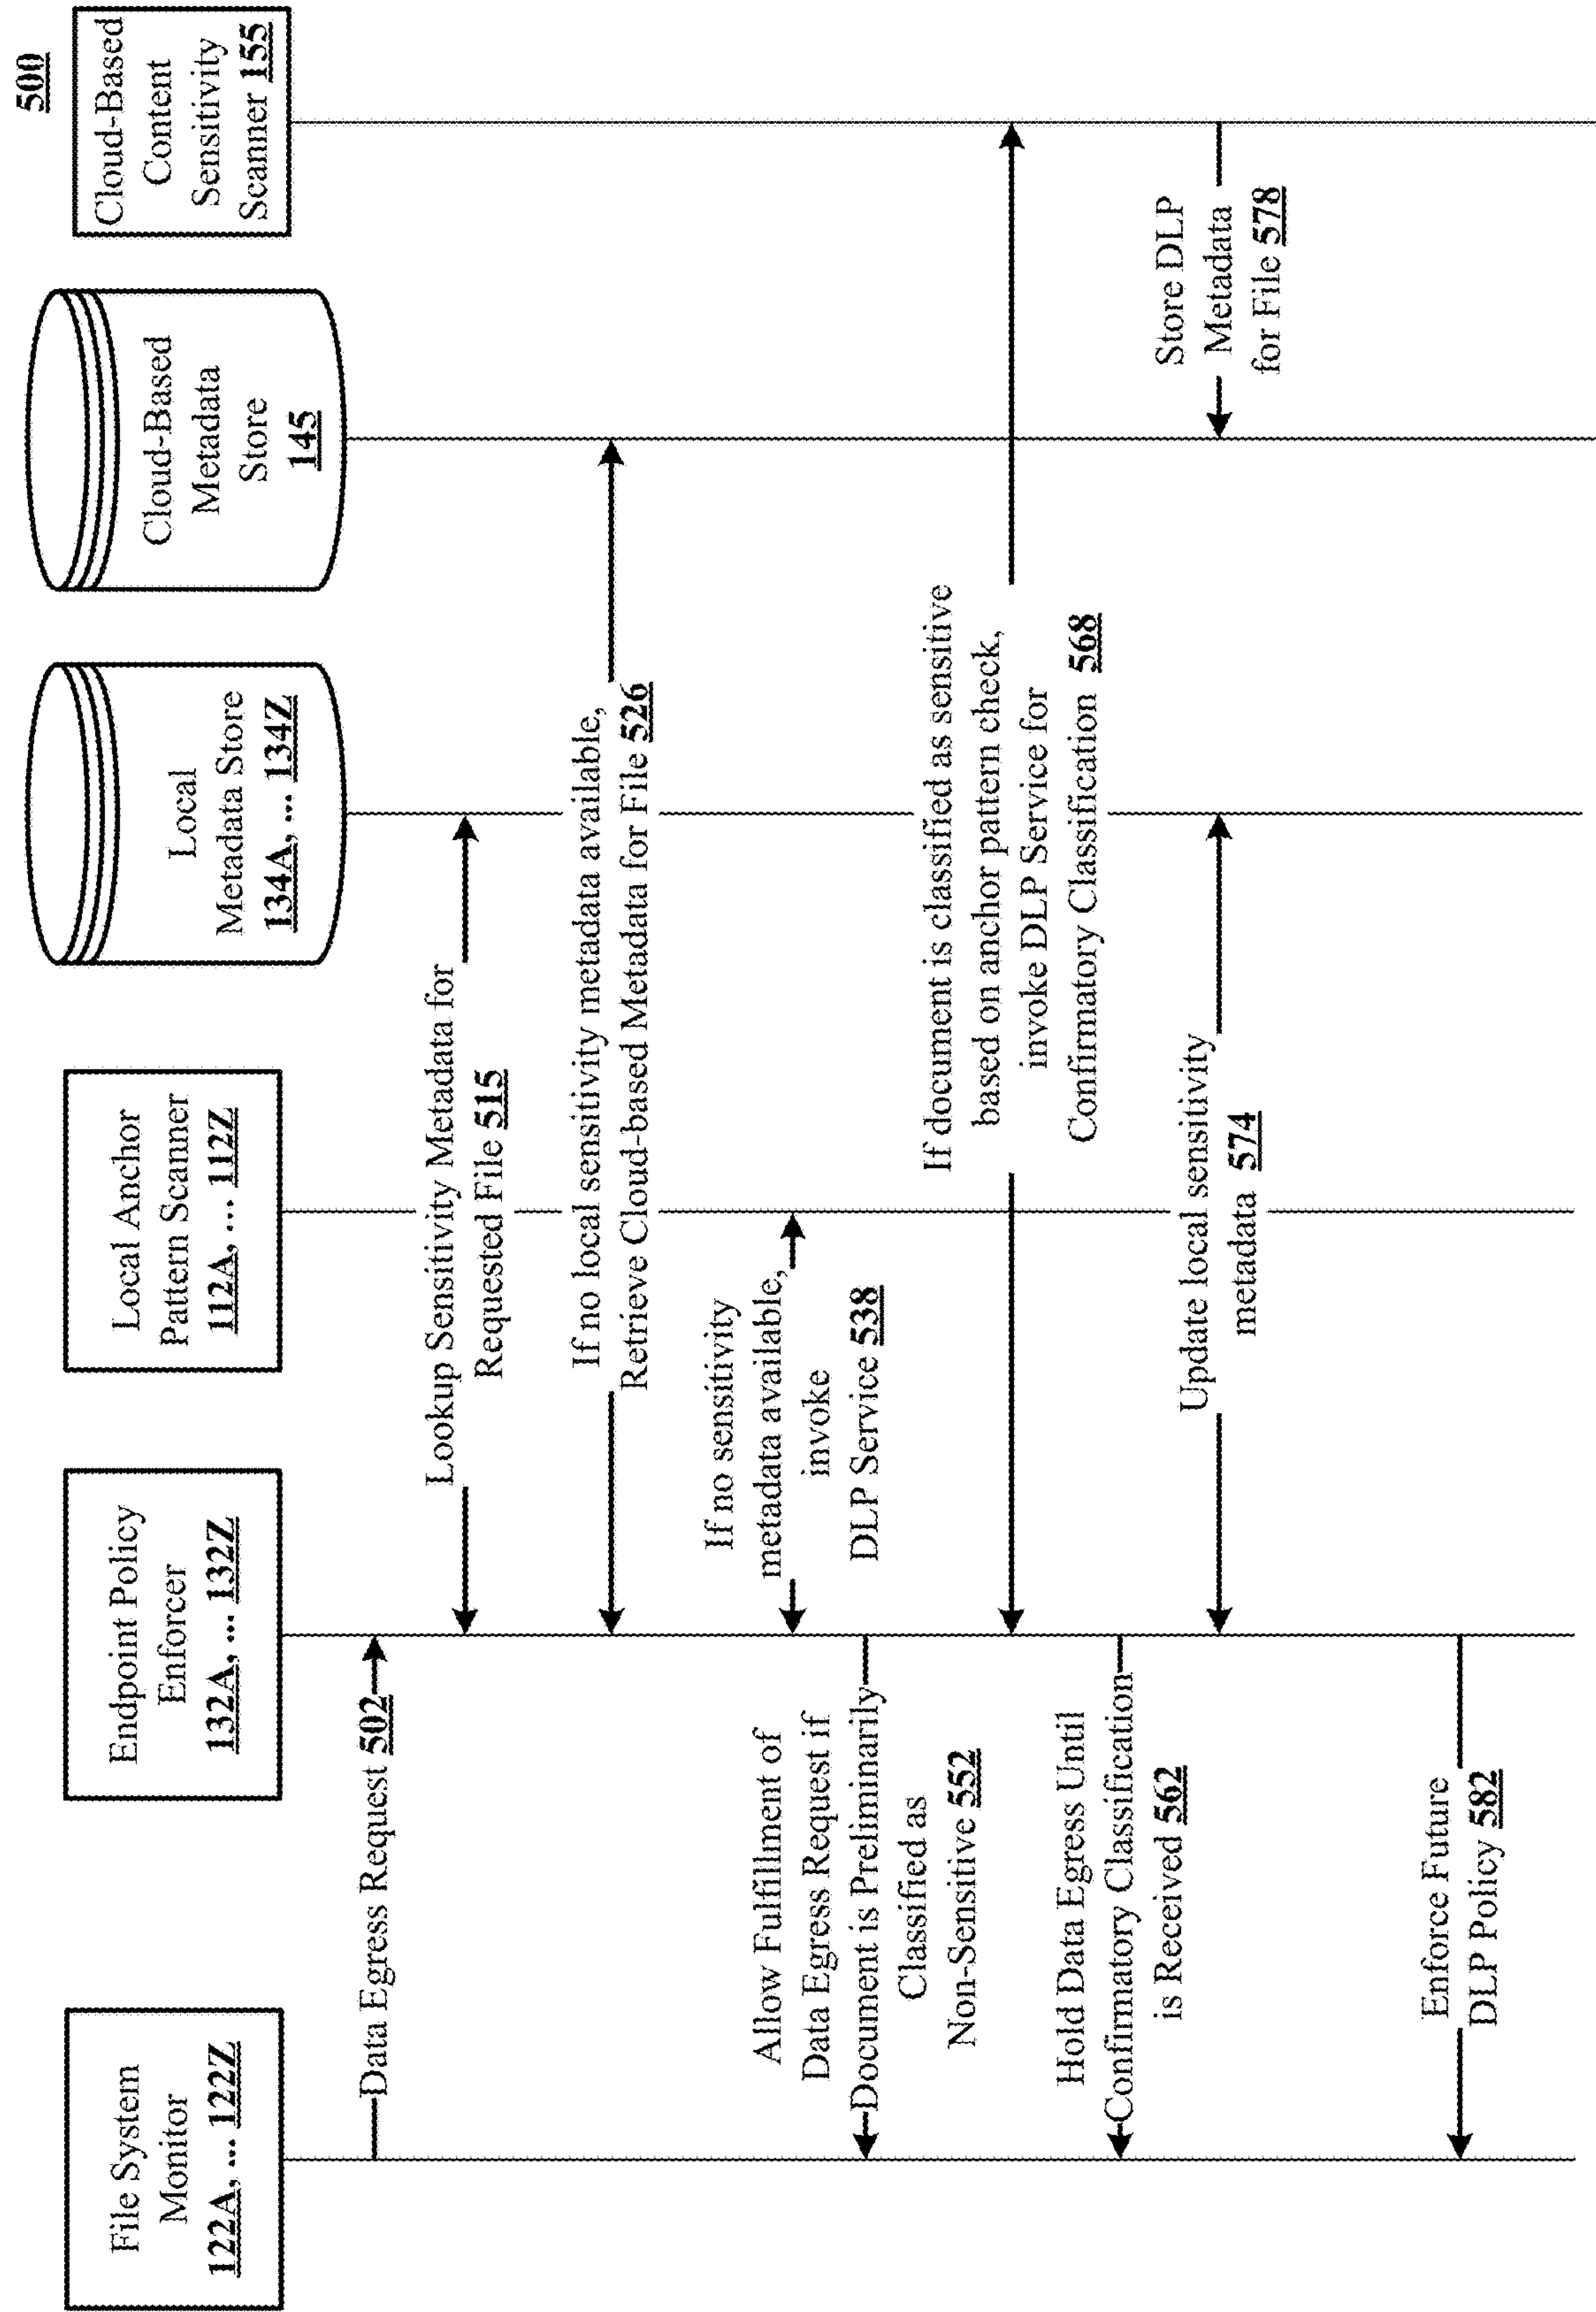 500
File System
Monitor
122A, ... 122Z
Endpoint Policy
Enforcer
132A, ... 132Z
Local Anchor
Pattern Scanner
112A, ... 112Z
Local
Metadata Store
134A, ... 134Z
Cloud-Based
Metadata
Store
145
Cloud-Based
Content
Sensitivity
Scanner 155
Data Egress Request 502
Lookup Sensitivity Metadata for
Requested File 515
If no local sensitivity metadata available,
Retrieve Cloud-based Metadata for File 526
If no sensitivity
metadata available,
invoke
DLP Service 538
Allow Fulfillment of
Data Egress Request if
Document is Preliminarily
Classified as
Non-Sensitive 552
If document is classified as sensitive
based on anchor pattern check,
invoke DLP Service for
Confirmatory Classification 568
Hold Data Egress Until
Confirmatory Classification
is Received 562
Update local sensitivity
metadata 574
Store DLP
Metadata
for File 578
Enforce Future
DLP Policy 582